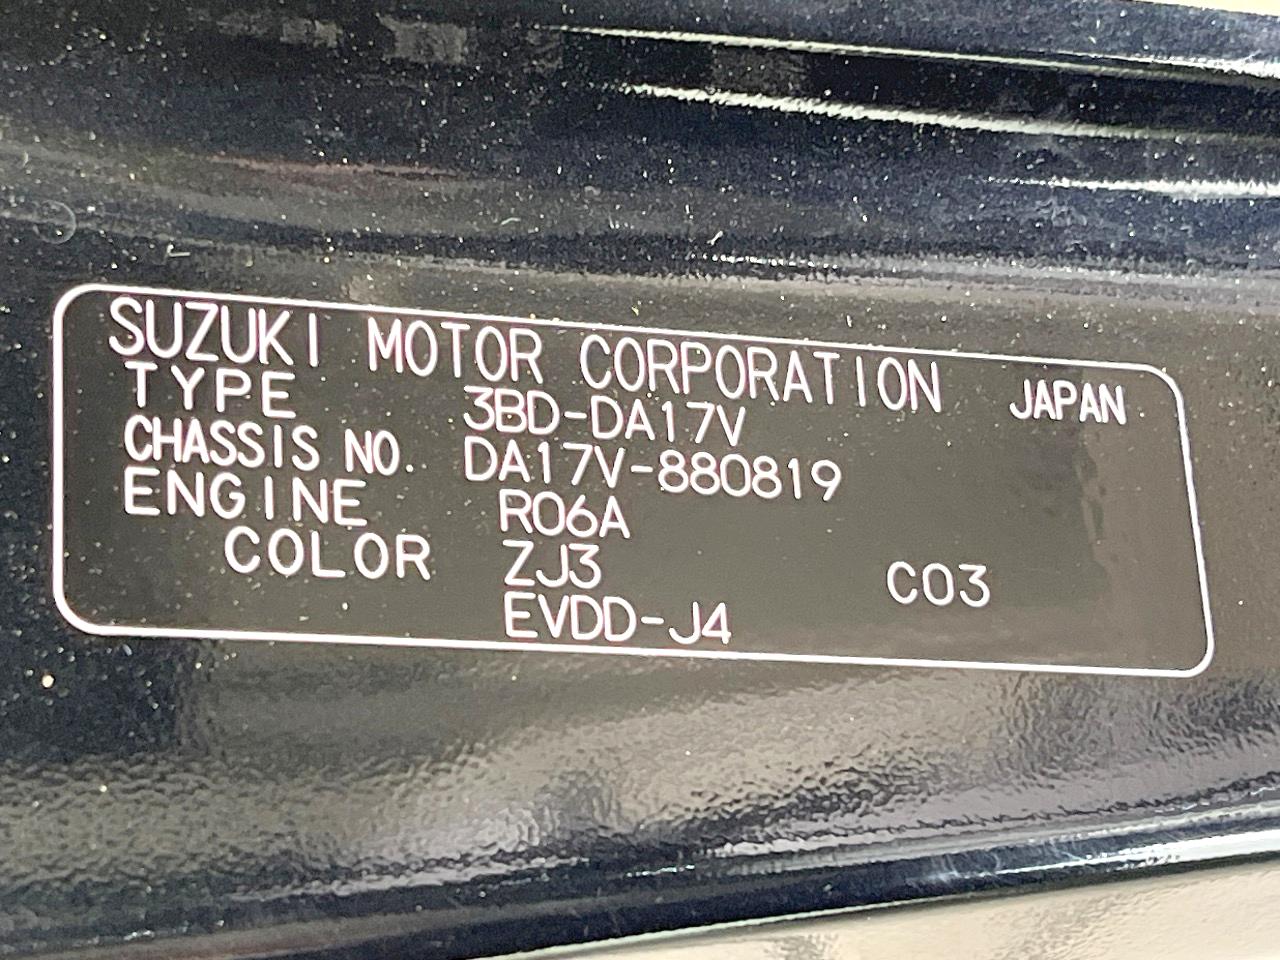 SUZUKI MOTOR CORPORATION JAPAN
TYPE 3BD-DA17V
CHASSIS NO. DA17V-880819
ENGINE R06A
COLOR ZJ3 C03
EVDD-J4